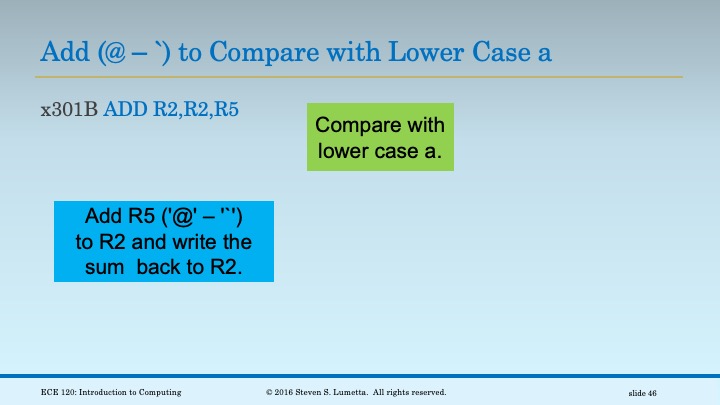 Add (@ – `) to Compare with Lower Case a
x301B ADD R2,R2,R5
Compare with
lower case a.
Add R5 ('@' – '`')
to R2 and write the
sum  back to R2.
ECE 120: Introduction to Computing
© 2016 Steven S. Lumetta.  All rights reserved.
slide 46